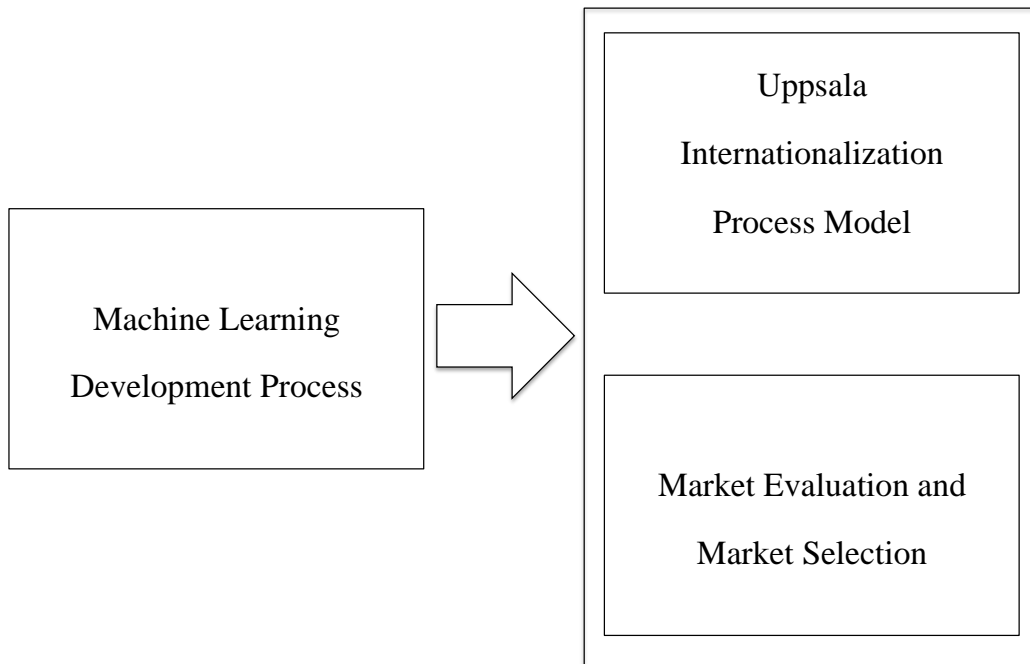 Machine Learning
Development Process
Uppsala
Internationalization
Process Model
Market Evaluation and
Market Selection